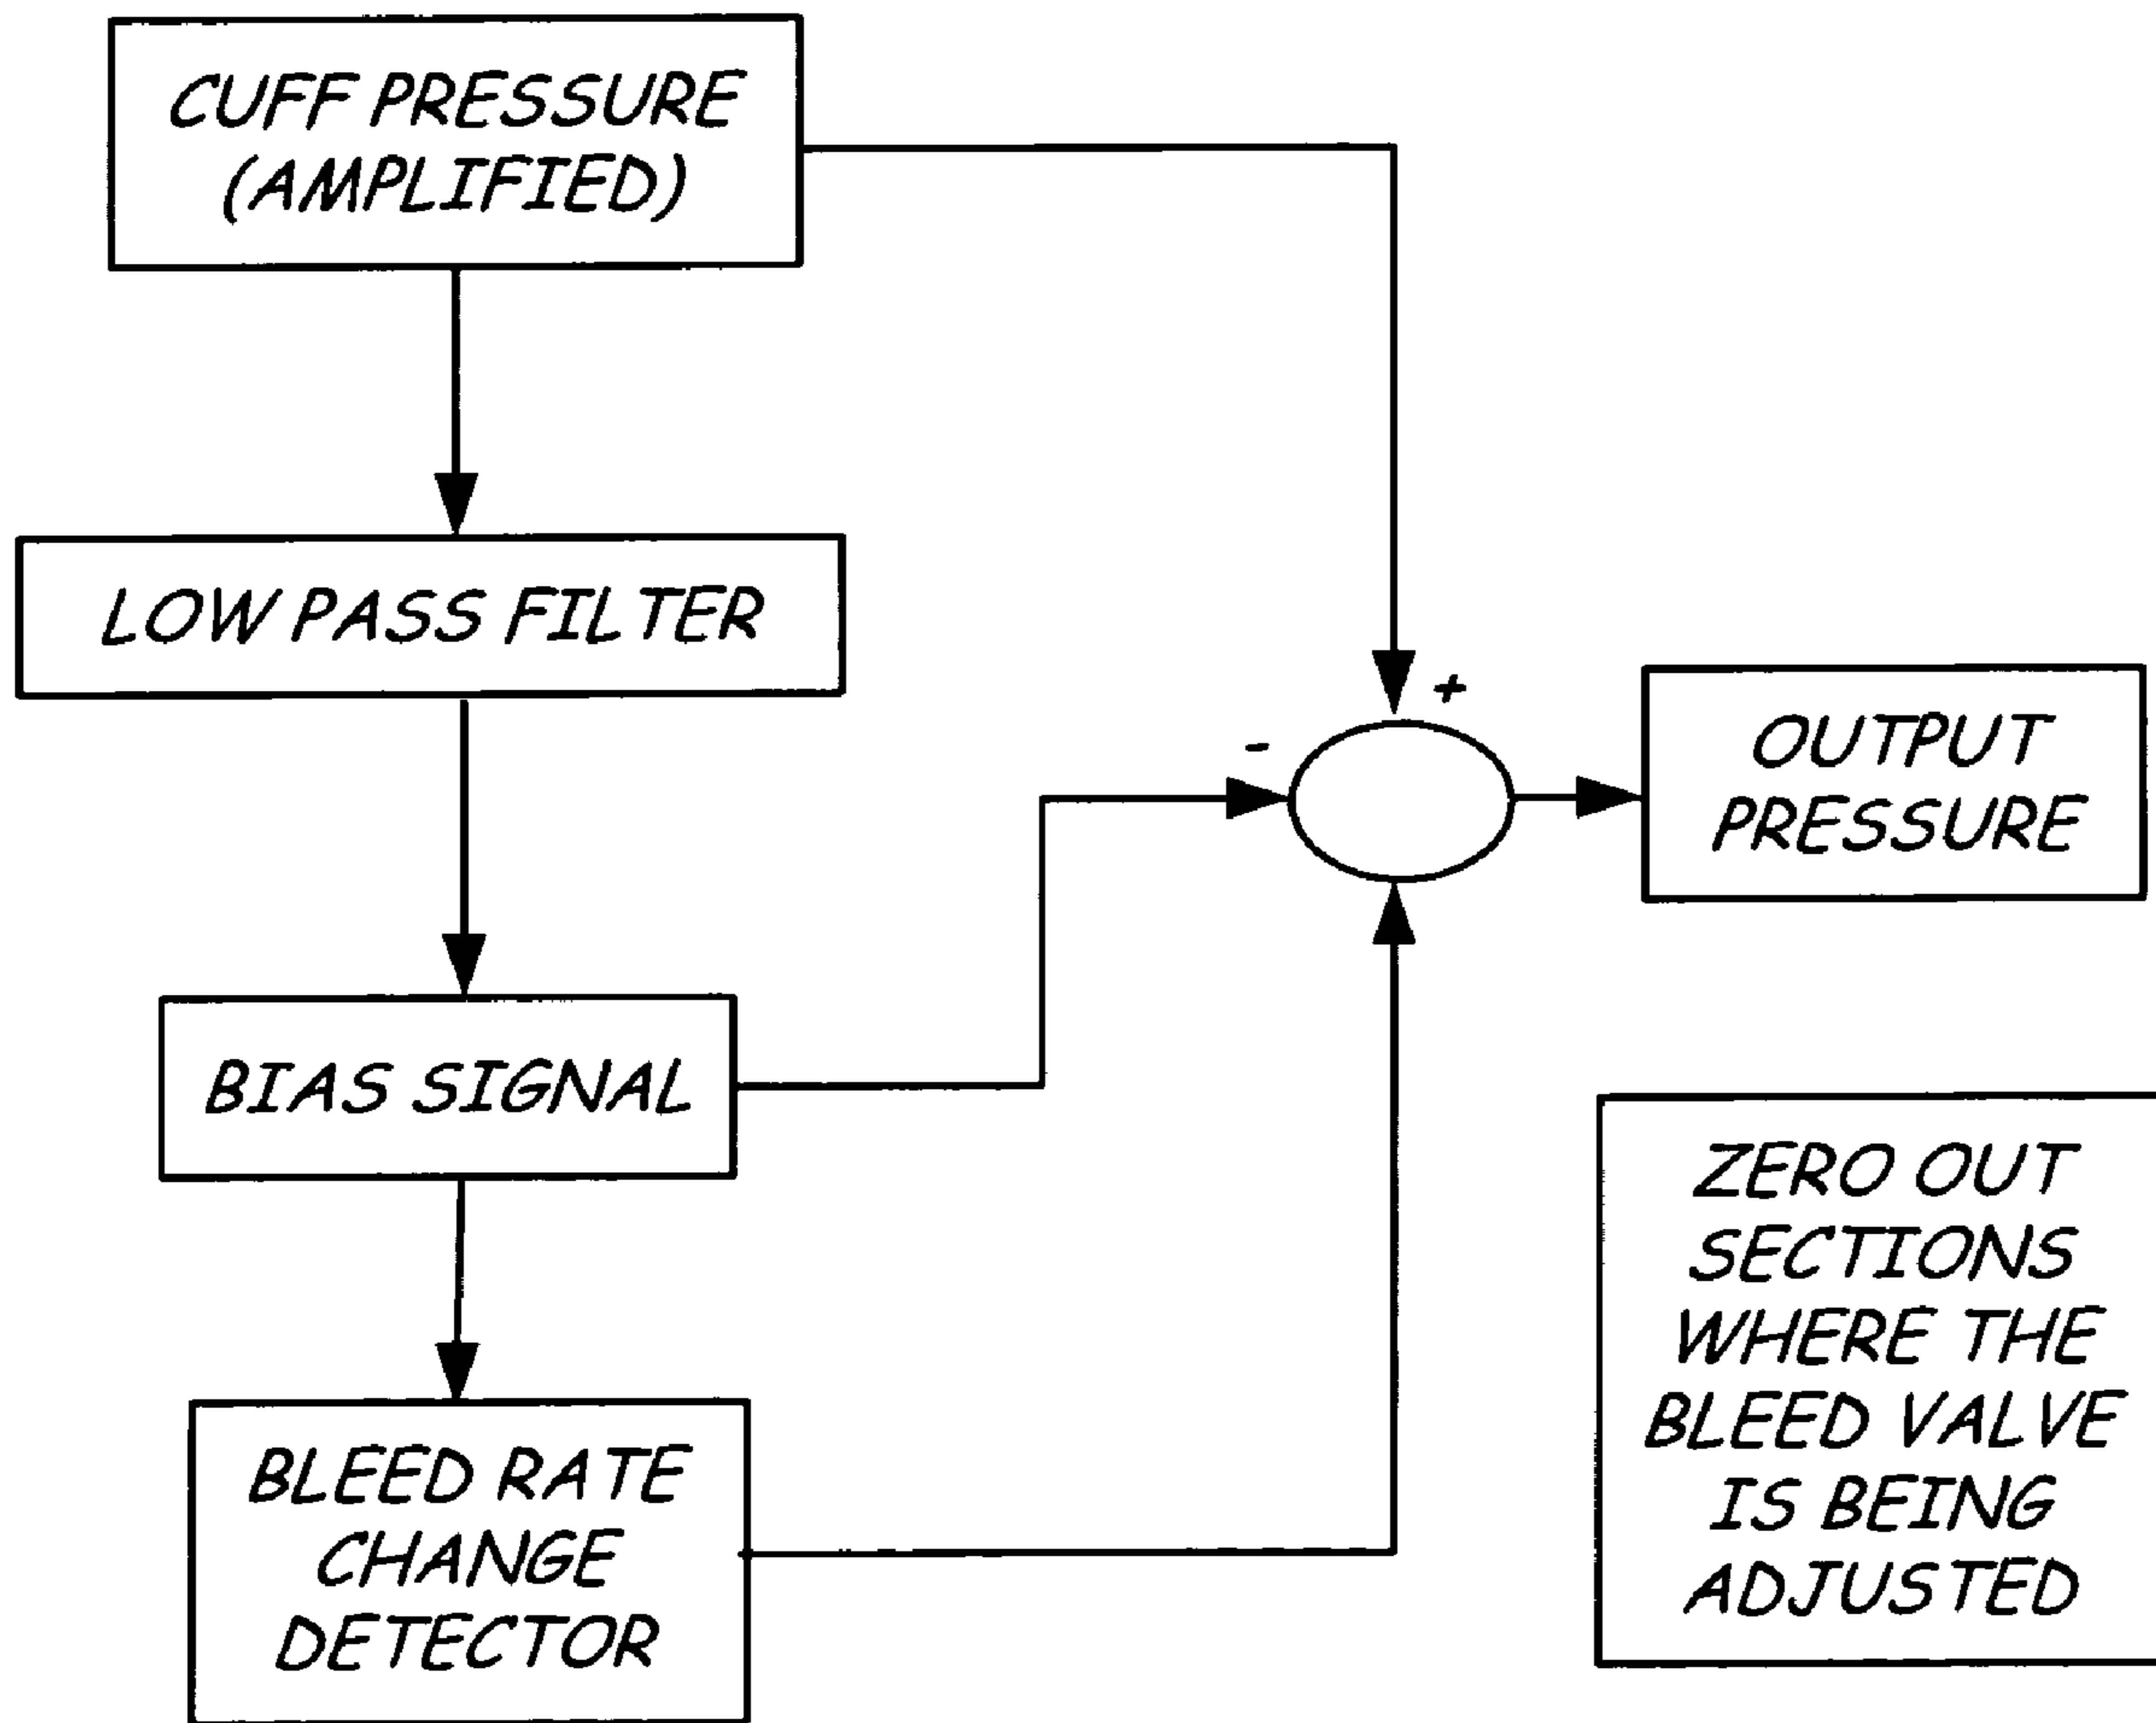 CUFF PRESSURE
(AMPLIFIED)
LOW PASS FILTER
+
-
OUTPUT
PRESSURE
BIAS SIGNAL
ZERO OUT
SECTIONS
WHERE THE
BLEED VALVE
IS BEING
ADJUSTED
BLEED RATE
CHANGE
DETECTOR